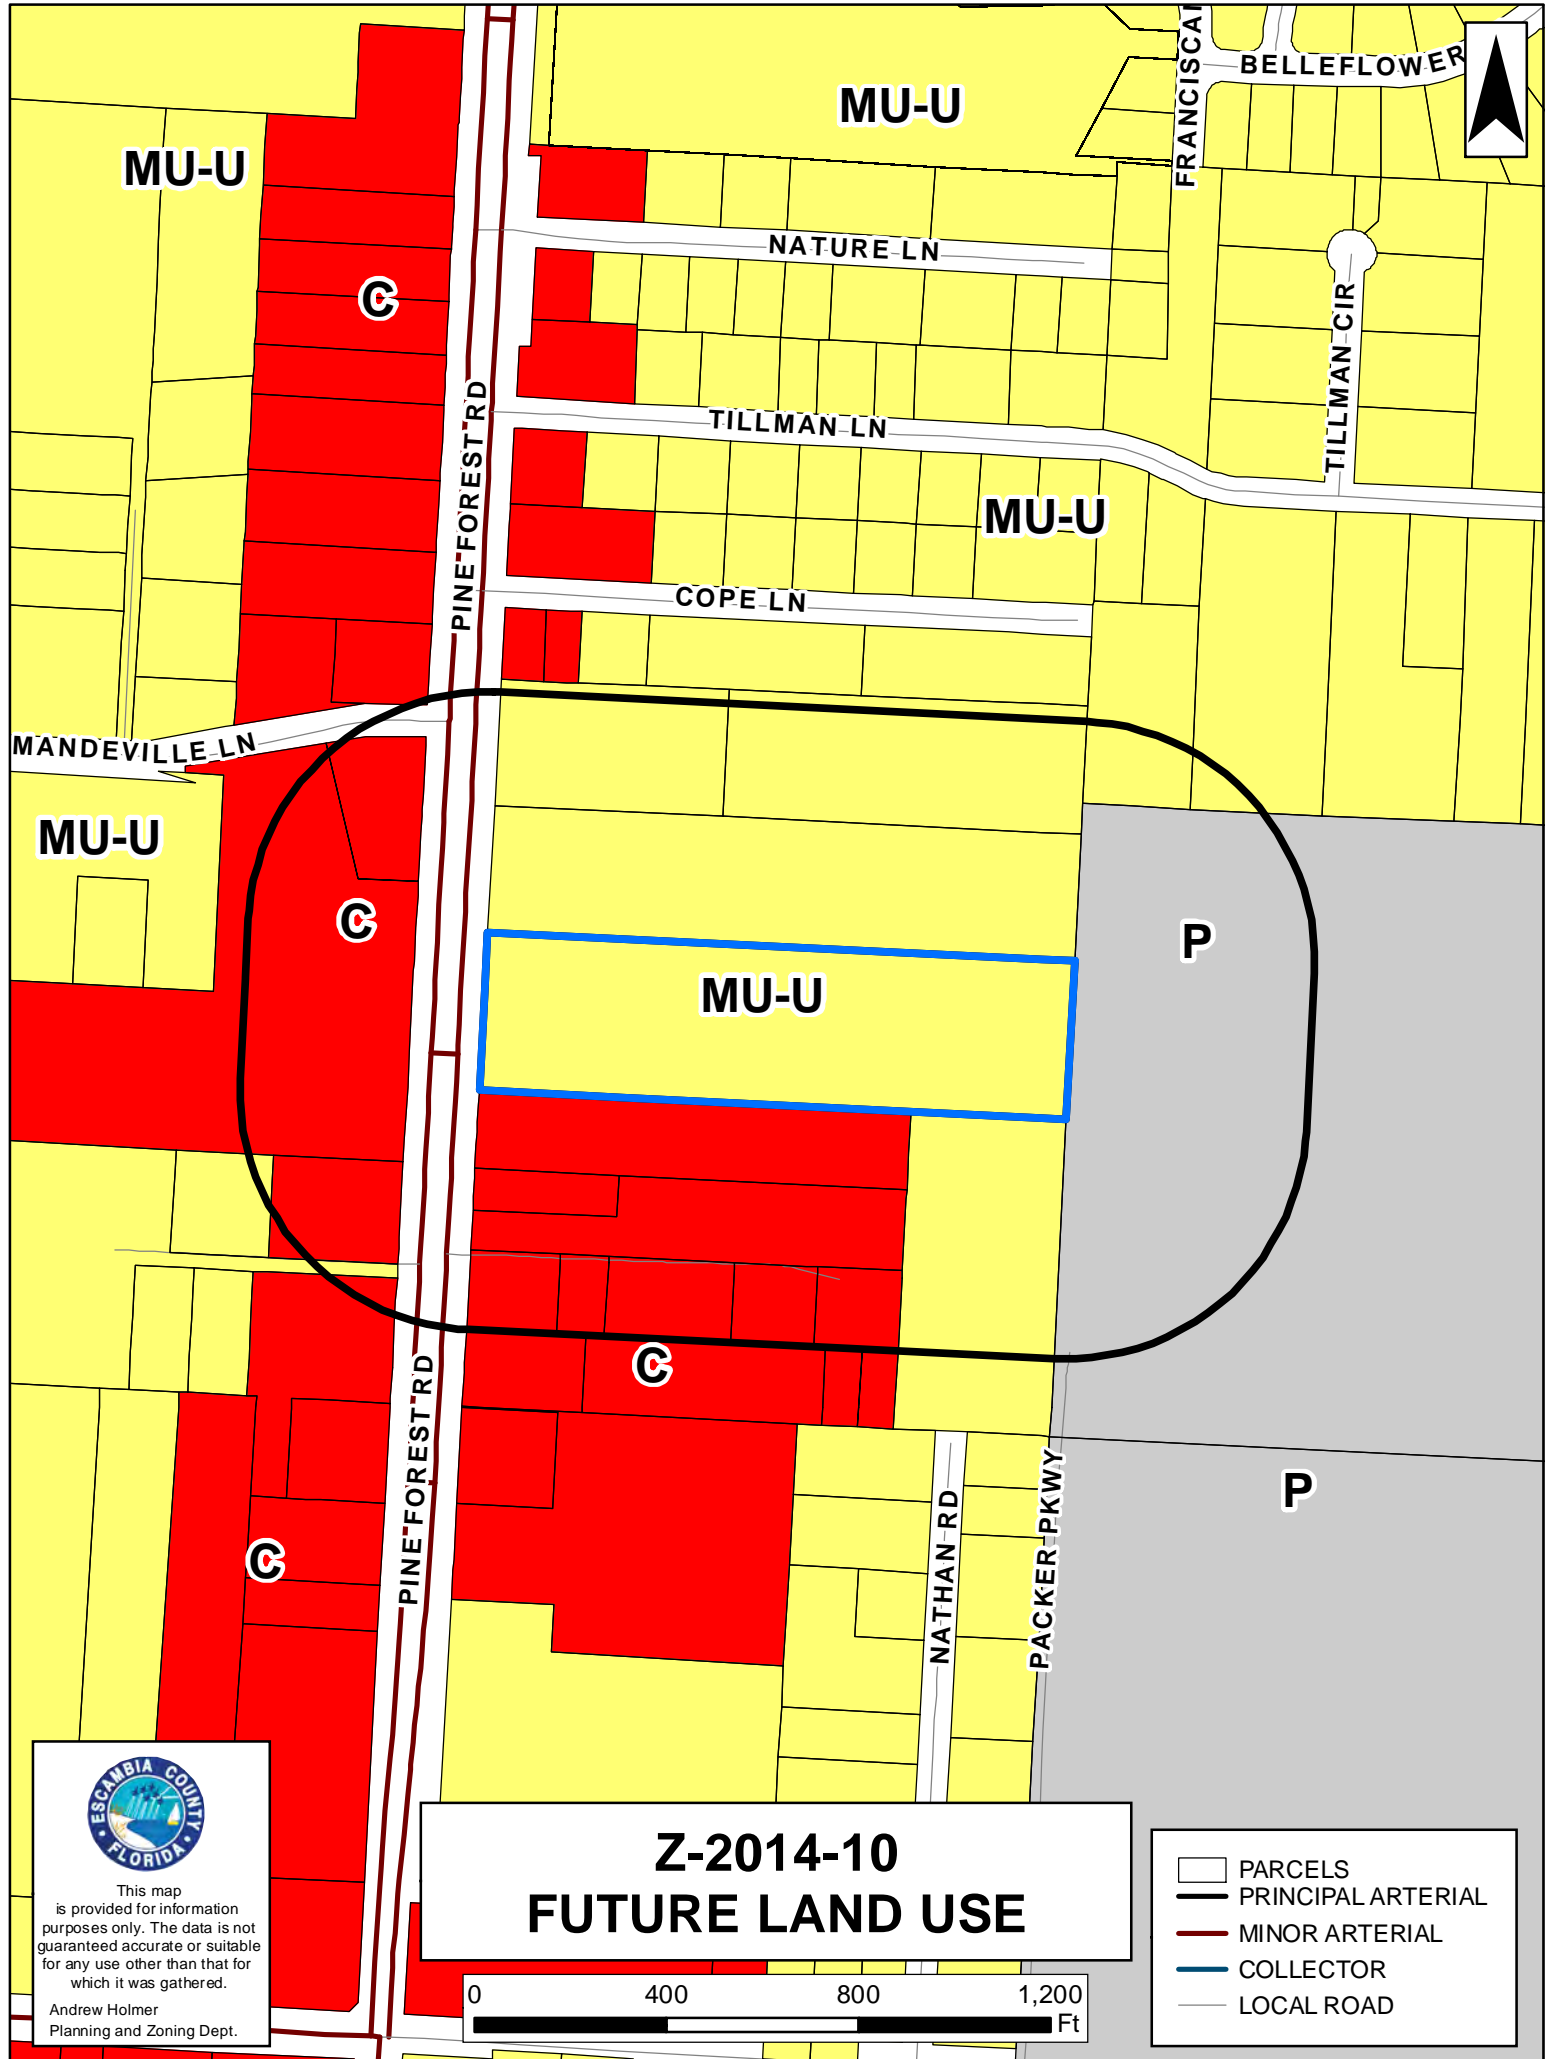 FRANCISCAN
BELLEFLOWER
MU-U
MU-U
NATURE LN
C
TILLMAN CIR
PINE FOREST RD
TILLMAN LN
MU-U
COPE LN
MANDEVILLE LN
MU-U
C
P
MU-U
C
PINE FOREST RD
NATHAN RD
PACKER PKWY
P
C
ESCAMBIA COUNTY
FLORIDA
This map
is provided for information
purposes only. The data is not
guaranteed accurate or suitable
for any use other than that for
which it was gathered.
Andrew Holmer
Planning and Zoning Dept.
Z-2014-10
FUTURE LAND USE
0 400 800 1,200
Ft
PARCELS
PRINCIPAL ARTERIAL
MINOR ARTERIAL
COLLECTOR
LOCAL ROAD